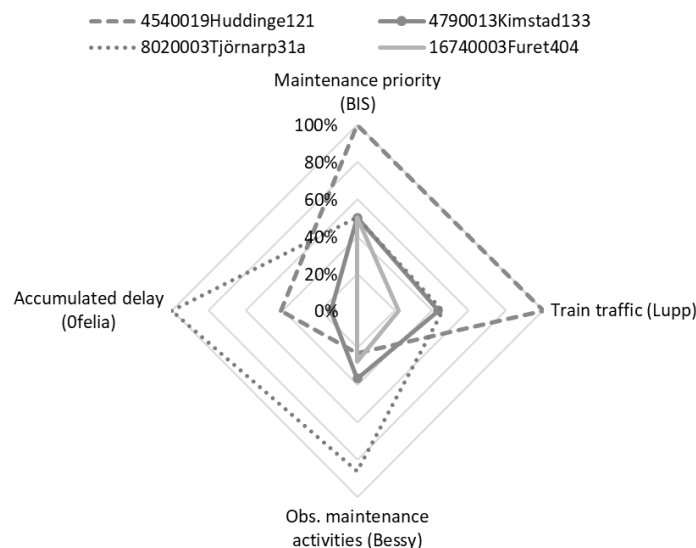 4540019Huddinge121
4790013Kimstad133
8020003Tjörnarp31a
16740003Furet404
Maintenance priority
(BIS)
100%
80%
60%
40%
20%
0%
Accumulated delay
(0felia)
Train traffic (Lupp)
Obs. maintenance
activities (Bessy)